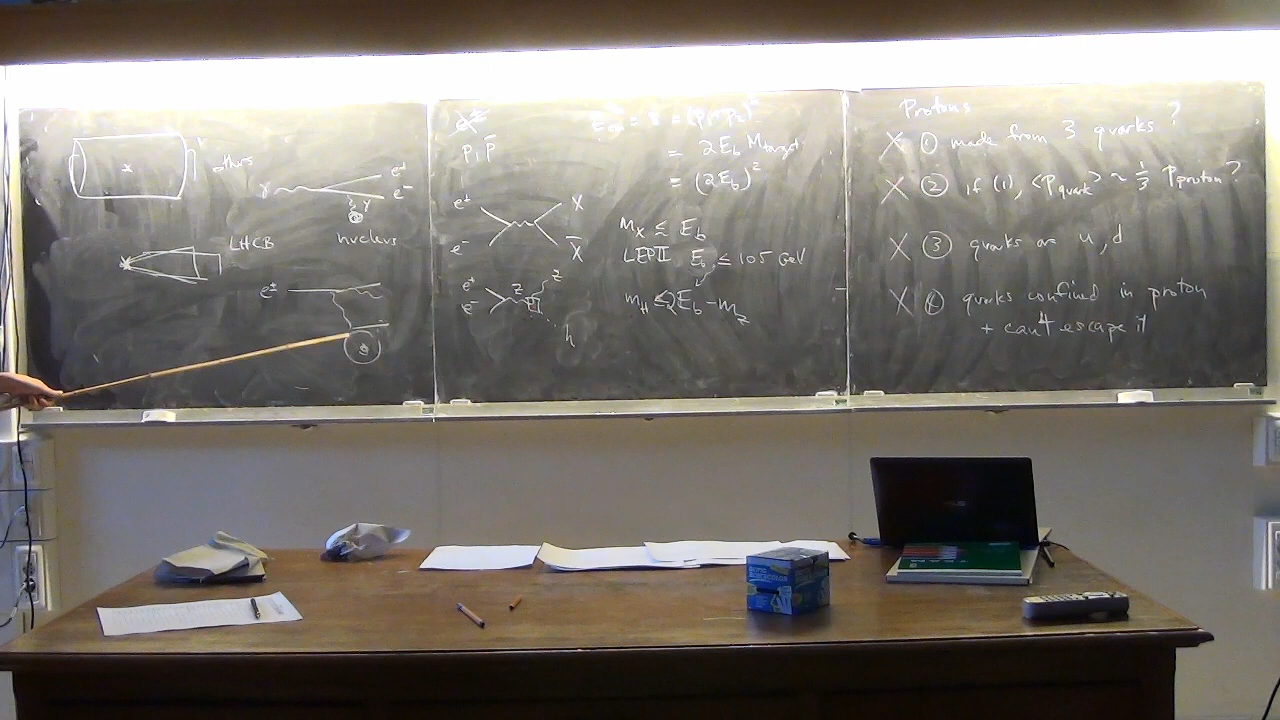 x
others
γ
e⁺
e⁻
γ
nucleus
LHCB
e±
p, p̄
E = s = (p₁+p₂)²
= 2E_b M_target
= (2E_b)²
e⁺
X
e⁻
X̄
M_X ≤ E_b
LEPII E_b ≤ 105 GeV
e⁺
Z
Z
e⁻
h
m_H ≤ 2E_b - m_Z
Protons
X ① made from 3 quarks ?
X ② if (1), <P_quark> ~ 1/3 P_proton ?
X ③ quarks are u, d
X ④ quarks confined in proton
+ can't escape it